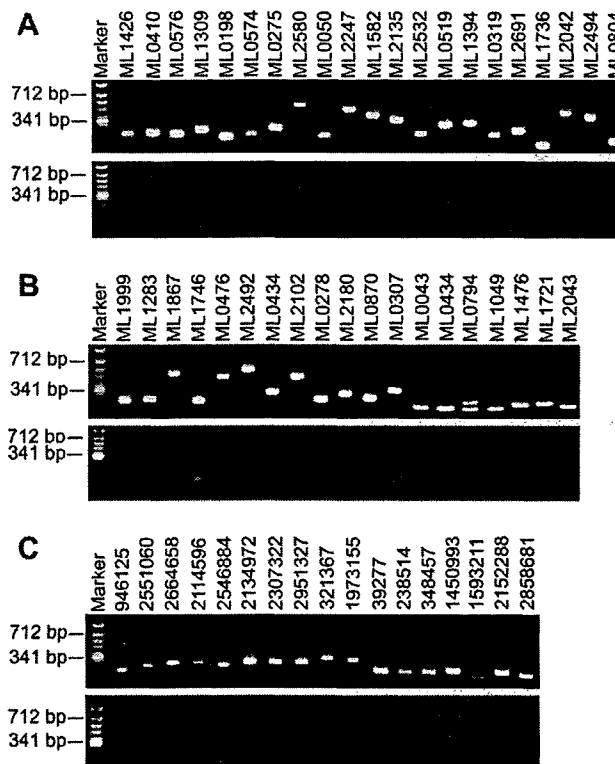 A
Marker
ML1426
ML0410
ML0576
ML1309
ML0198
ML0574
ML0275
ML2580
ML0050
ML2247
ML1582
ML2135
ML2532
ML0519
ML1394
ML0319
ML2691
ML1736
ML2042
ML2494
712 bp
341 bp
712 bp
341 bp
B
Marker
ML1999
ML1283
ML1867
ML1746
ML0476
ML2492
ML0434
ML2102
ML0278
ML2180
ML0870
ML0307
ML0043
ML0434
ML0794
ML1049
ML1476
ML1721
ML2043
712 bp
341 bp
712 bp
341 bp
C
Marker
946125
2551060
2664658
2114596
2546884
2134972
2307322
2951327
321367
1973155
39277
238514
348457
1450993
1593211
2152288
2858681
712 bp
341 bp
712 bp
341 bp